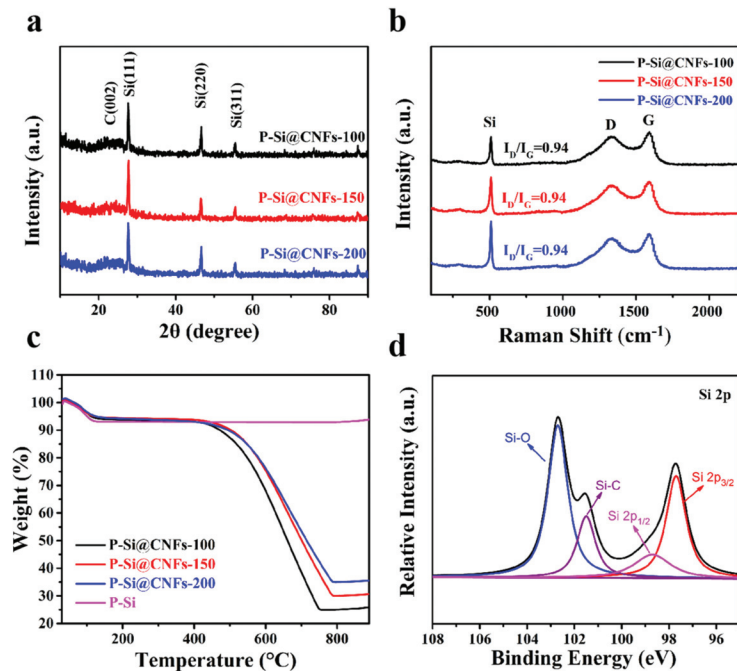 a
Intensity (a.u.)
C(002)
Si(111)
Si(220)
Si(311)
P-Si@CNFs-100
P-Si@CNFs-150
P-Si@CNFs-200
20 40 60 80
2θ (degree)
b
Intensity (a.u.)
P-Si@CNFs-100
P-Si@CNFs-150
P-Si@CNFs-200
Si
D
G
I_D/I_G=0.94
I_D/I_G=0.94
I_D/I_G=0.94
500 1000 1500 2000
Raman Shift (cm⁻¹)
c
Weight (%)
110
100
90
80
70
60
50
40
30
20
P-Si@CNFs-100
P-Si@CNFs-150
P-Si@CNFs-200
P-Si
200 400 600 800
Temperature (°C)
d
Relative Intensity (a.u.)
Si 2p
Si-O
Si-C
Si 2p₁/₂
Si 2p₃/₂
108 106 104 102 100 98 96
Binding Energy (eV)